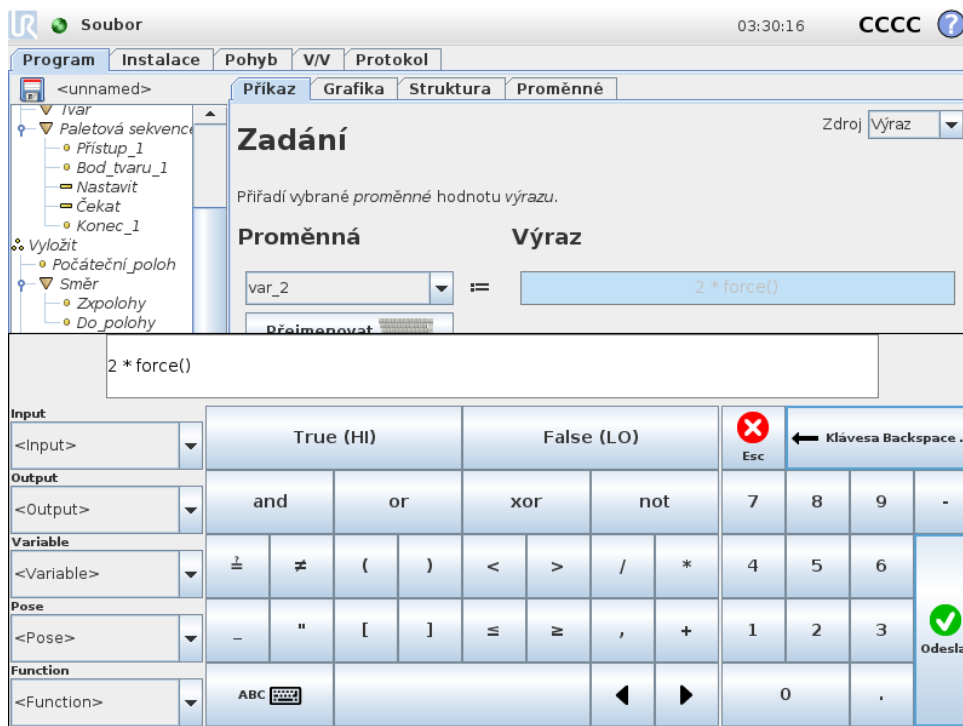 UR Soubor 03:30:16 CCCC ?
Program Instalace Pohyb V/V Protokol
<unnamed> Příkaz Grafika Struktura Proměnné
Tvar
Paletová sekvence
Přístup_1
Bod_tvaru_1
Nastavit
Čekat
Konec_1
Vyložit
Počáteční_poloh
Směr
Zxpolohy
Do_polohy
Zdroj Výraz
Zadání
Přiřadí vybrané proměnné hodnotu výrazu.
Proměnná Výraz
var_2 := 2 * force()
Přejmenovat
2 * force()
Input
<Input> True (HI) False (LO) Esc Klávesa Backspace .
Output
<Output> and or xor not 7 8 9 -
Variable
<Variable> ≟ ≠ ( ) < > / * 4 5 6
Pose
<Pose> _ " [ ] ≤ ≥ , + 1 2 3 Odesla
Function
<Function> ABC 0 .